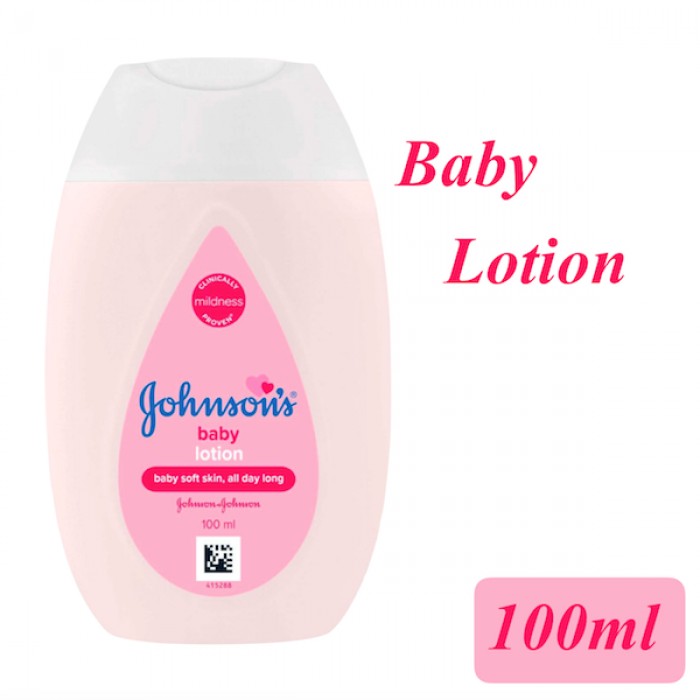 Baby
Lotion
CLINICALLY
mildness
PROVEN*
Johnson's®
baby
lotion
baby soft skin, all day long
Johnson & Johnson
100 ml
415288
100ml